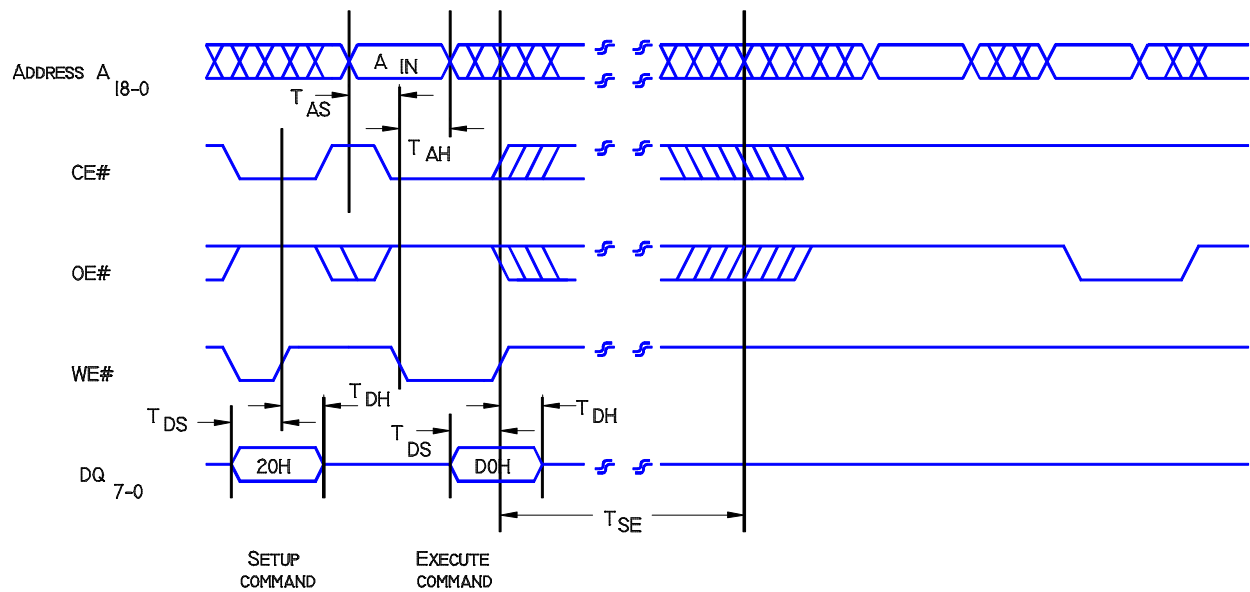 ADDRESS A 18-0
A IN
T AS
T AH
CE#
OE#
WE#
T DH
T DS
T DH
T DS
DQ 7-0
20H
D0H
T SE
SETUP
COMMAND
EXECUTE
COMMAND